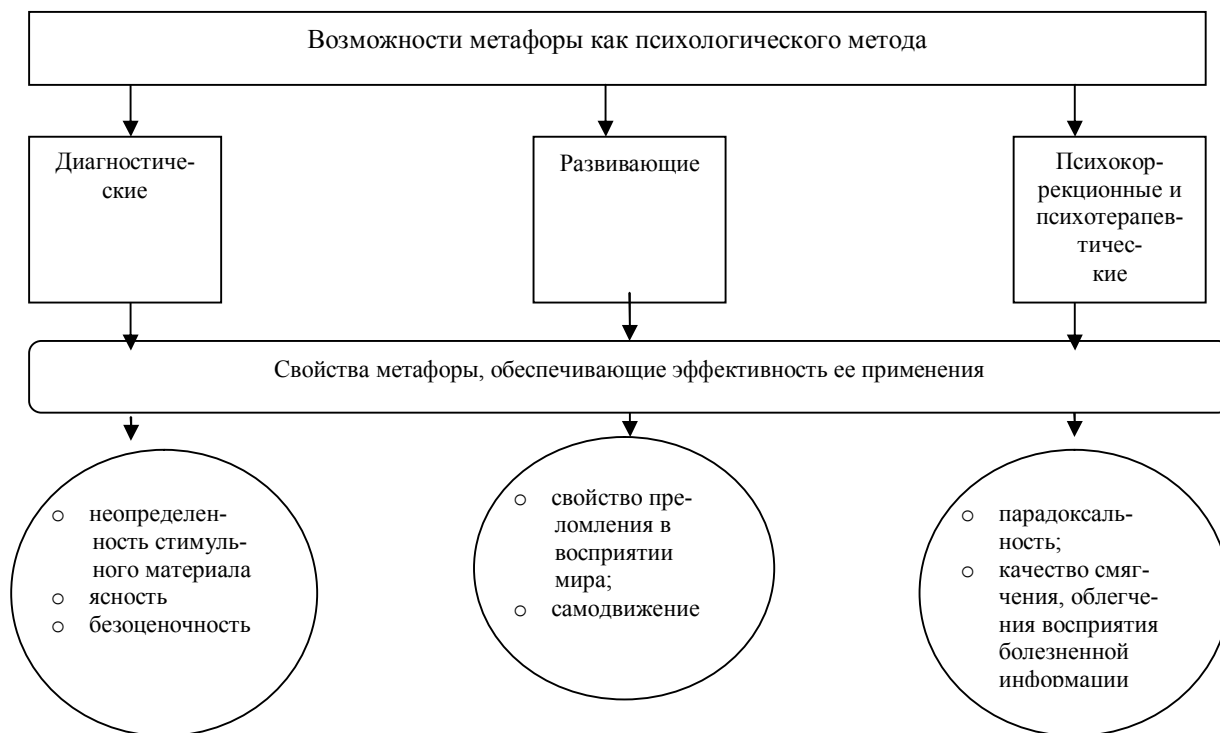 Возможности метафоры как психологического метода
Диагностиче-
ские
Развивающие
Психокор-
рекционные и
психотерапев-
тичес-
кие
Свойства метафоры, обеспечивающие эффективность ее применения
o неопределен-
ность стимуль-
ного материала
o ясность
o безоценочность
o свойство пре-
ломления в
восприятии
мира;
o самодвижение
o парадоксаль-
ность;
o качество смяг-
чения, облегче-
ния восприятия
болезненной
информации